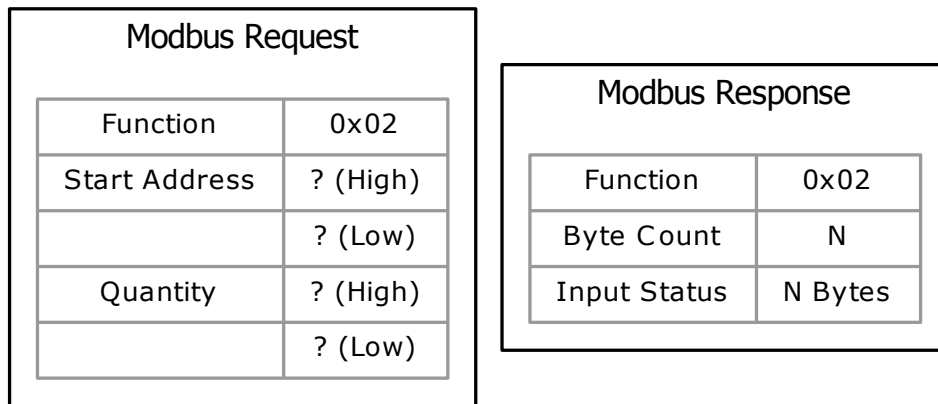 Modbus Request
Function 0x02
Start Address ? (High)
? (Low)
Quantity ? (High)
? (Low)
Modbus Response
Function 0x02
Byte Count N
Input Status N Bytes